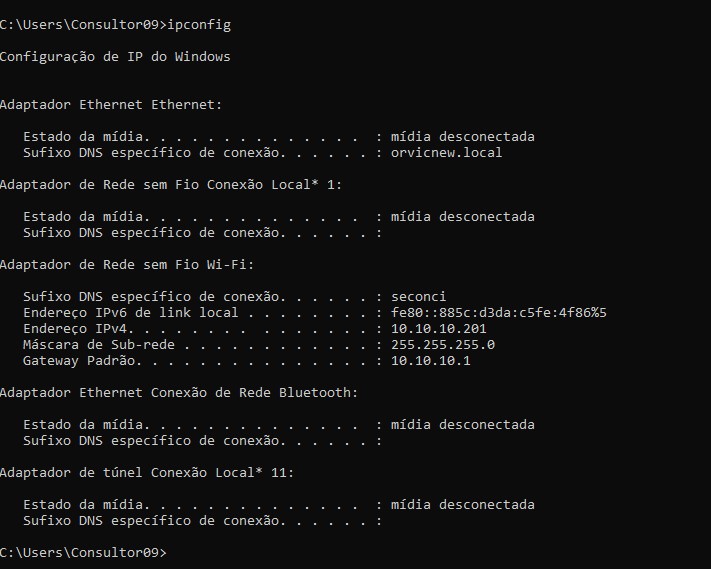 C:\Users\Consultor09>ipconfig
Configuração de IP do Windows
Adaptador Ethernet Ethernet:
Estado da mídia. . . . . . . . . . . . . .  : mídia desconectada
Sufixo DNS específico de conexão. . . . . . : orvicnew.local
Adaptador de Rede sem Fio Conexão Local* 1:
Estado da mídia. . . . . . . . . . . . . .  : mídia desconectada
Sufixo DNS específico de conexão. . . . . . :
Adaptador de Rede sem Fio Wi-Fi:
Sufixo DNS específico de conexão. . . . . . : seconci
Endereço IPv6 de link local . . . . . . . . : fe80::885c:d3da:c5fe:4f86%5
Endereço IPv4. . . . . . . .  . . . . . . . : 10.10.10.201
Máscara de Sub-rede . . . . . . . . . . . . : 255.255.255.0
Gateway Padrão. . . . . . . . . . . . . . . : 10.10.10.1
Adaptador Ethernet Conexão de Rede Bluetooth:
Estado da mídia. . . . . . . . . . . . . .  : mídia desconectada
Sufixo DNS específico de conexão. . . . . . :
Adaptador de túnel Conexão Local* 11:
Estado da mídia. . . . . . . . . . . . . .  : mídia desconectada
Sufixo DNS específico de conexão. . . . . . :
C:\Users\Consultor09>